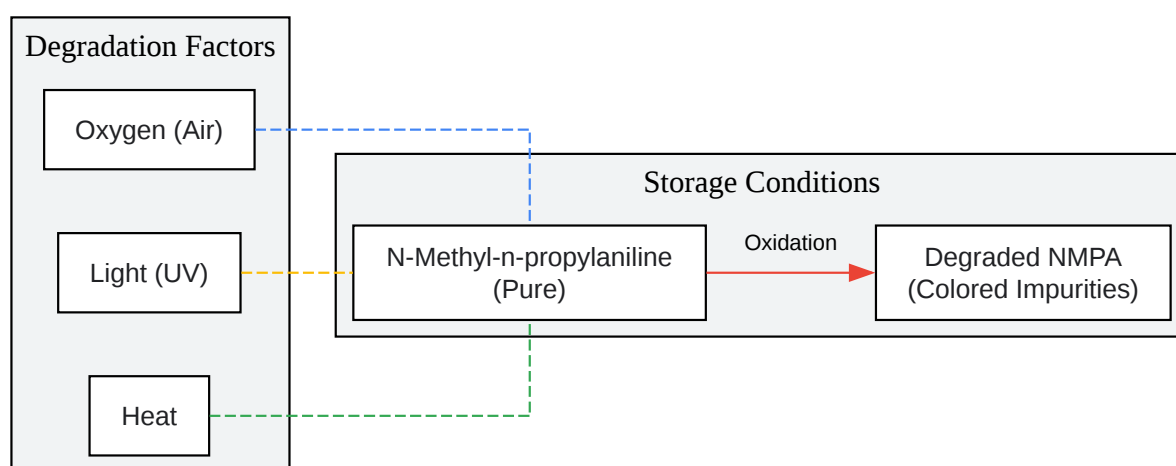 Degradation Factors
Oxygen (Air)
Light (UV)
Heat
Storage Conditions
N-Methyl-n-propylaniline
(Pure)
Oxidation
Degraded NMPA
(Colored Impurities)